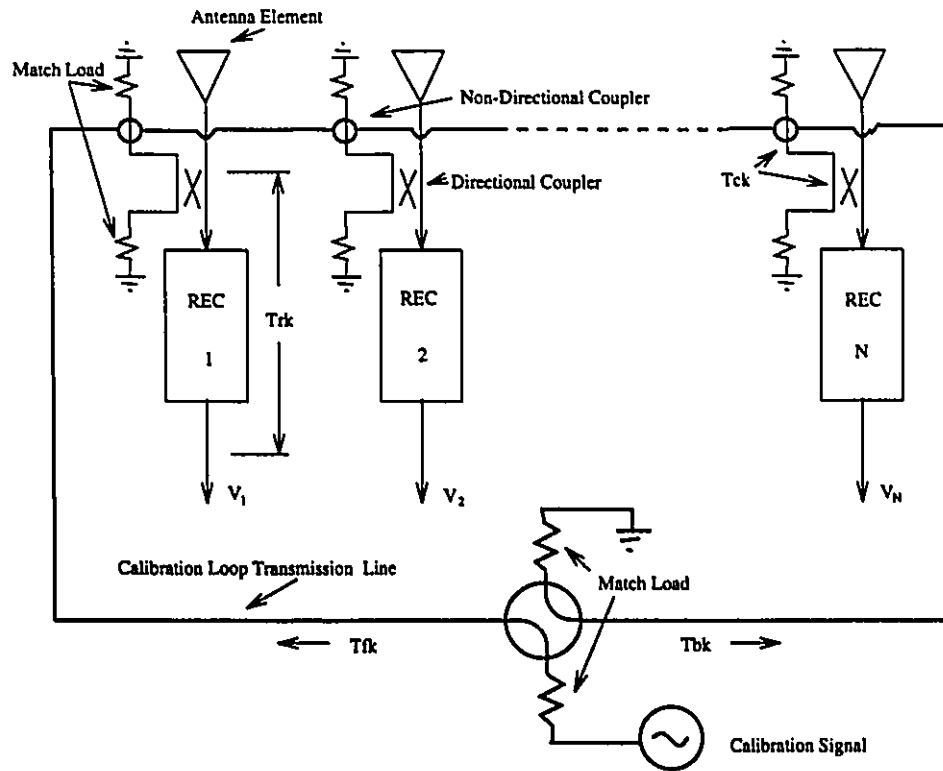 Antenna Element
Match Load
Non-Directional Coupler
Directional Coupler
Tck
REC
1
REC
2
REC
N
Trk
V1
V2
VN
Calibration Loop Transmission Line
Match Load
Tfk
Tbk
Calibration Signal